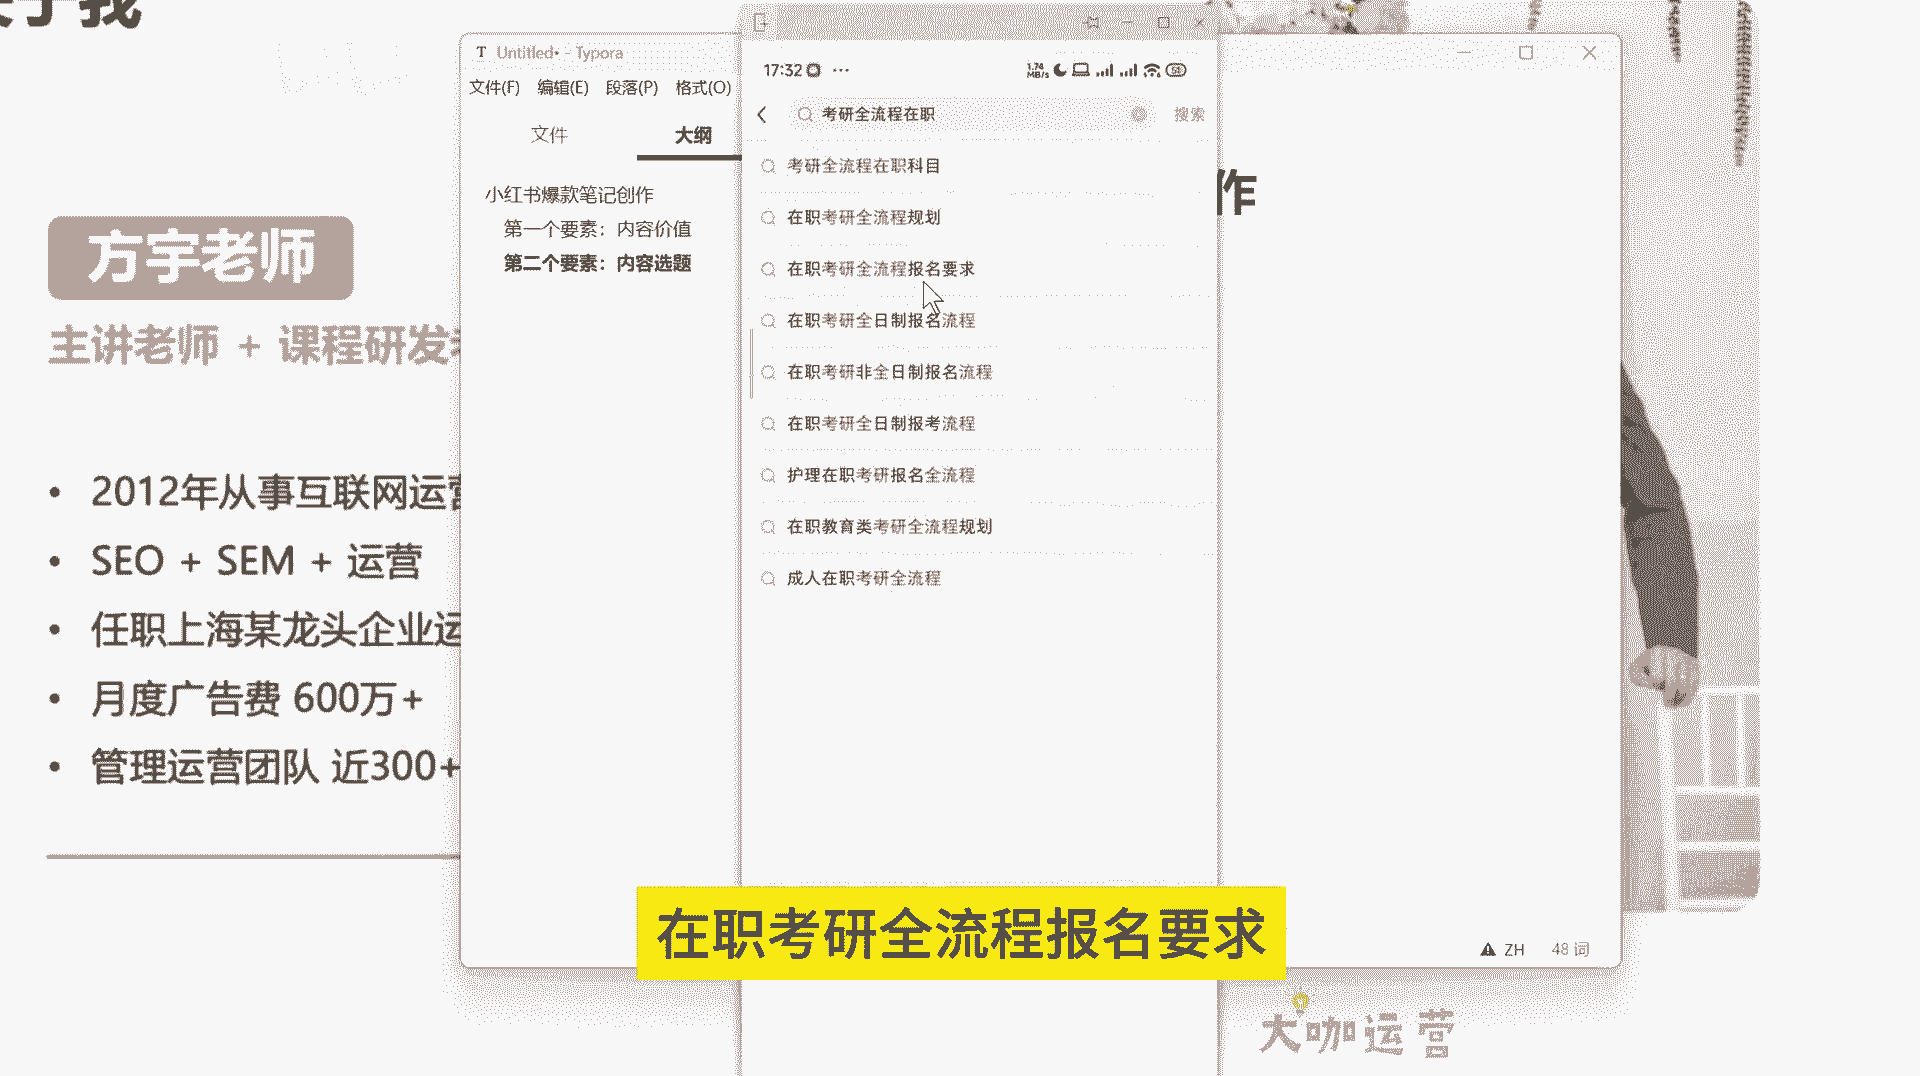 关于我
方宇老师
主讲老师 + 课程研发
• 2012年从事互联网运营
• SEO + SEM + 运营
• 任职上海某龙头企业运
• 月度广告费 600万+
• 管理运营团队 近300+
T Untitled• - Typora
文件(F) 编辑(E) 段落(P) 格式(O)
文件 大纲
小红书爆款笔记创作
第一个要素：内容价值
第二个要素：内容选题
作
17:32 ··· 1.74 MB/s
考研全流程在职 搜索
考研全流程在职科目
在职考研全流程规划
在职考研全流程报名要求
在职考研全日制报名流程
在职考研非全日制报名流程
在职考研全日制报考流程
护理在职考研报名全流程
在职教育类考研全流程规划
成人在职考研全流程
在职考研全流程报名要求
ZH 48 词
大咖运营